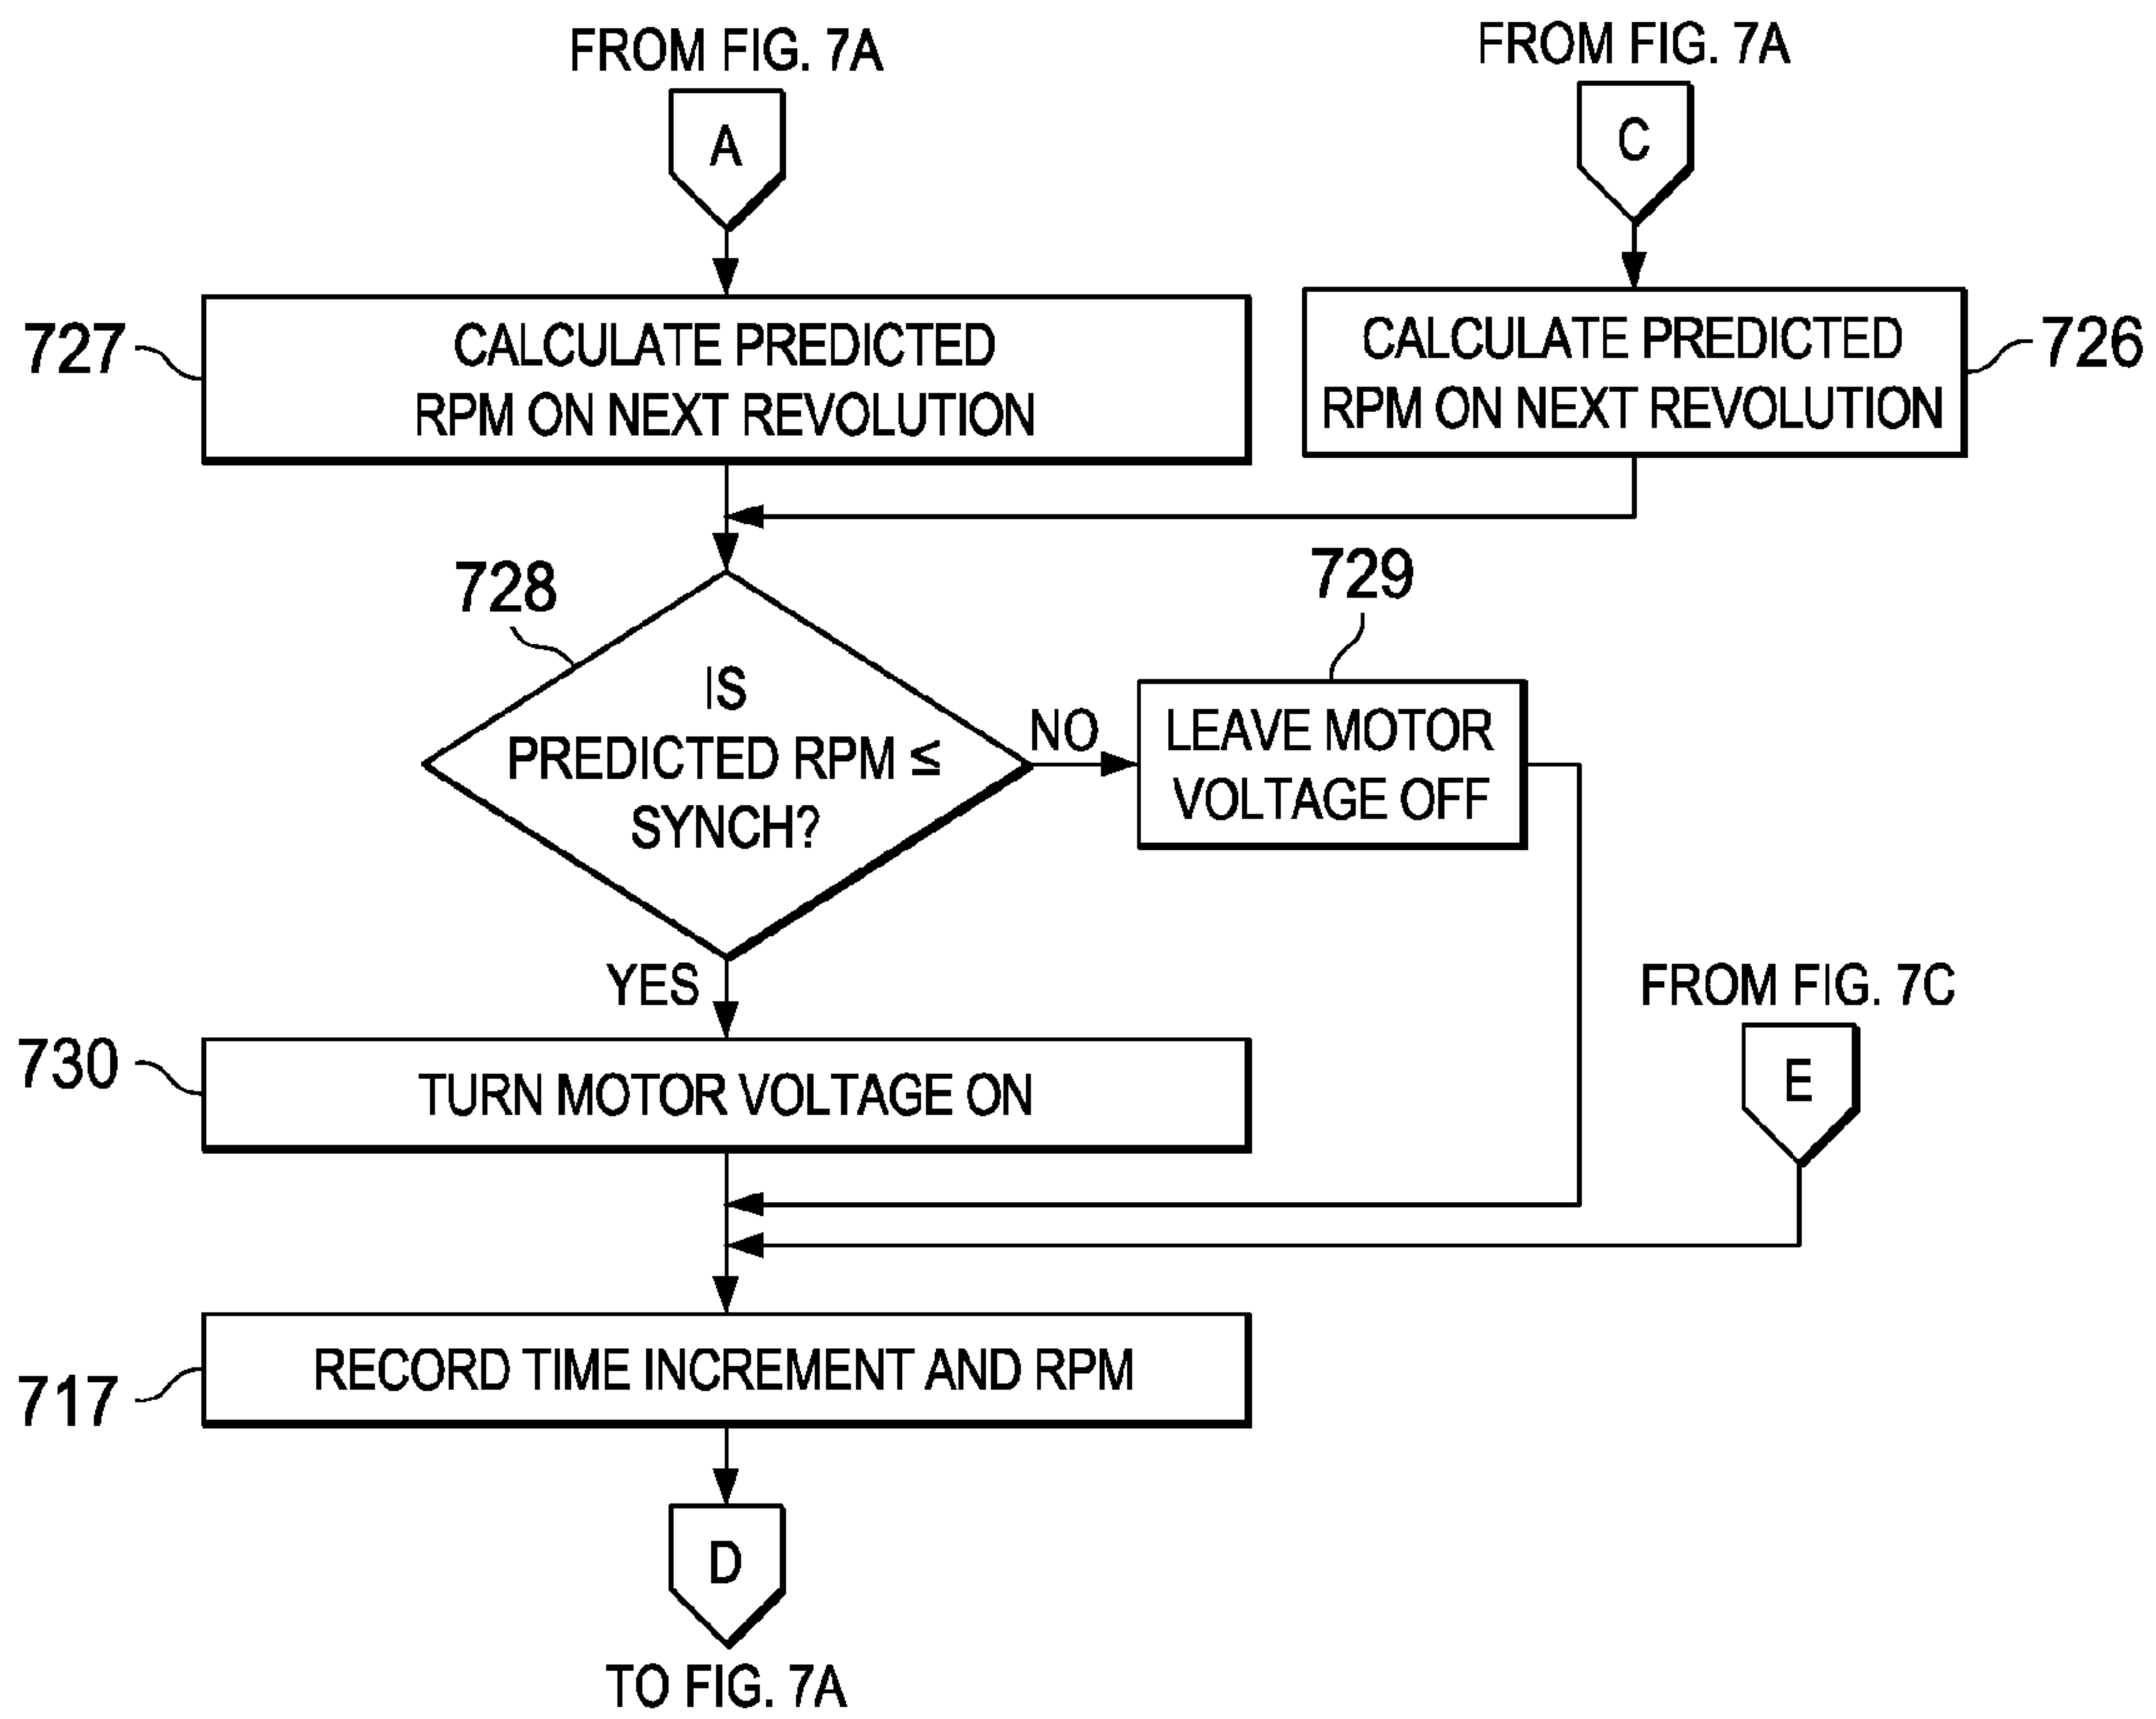 FROM FIG. 7A
A
FROM FIG. 7A
C
727
CALCULATE PREDICTED
RPM ON NEXT REVOLUTION
CALCULATE PREDICTED
RPM ON NEXT REVOLUTION
726
728
IS
PREDICTED RPM ≤
SYNCH?
NO
729
LEAVE MOTOR
VOLTAGE OFF
YES
FROM FIG. 7C
E
730
TURN MOTOR VOLTAGE ON
717
RECORD TIME INCREMENT AND RPM
D
TO FIG. 7A